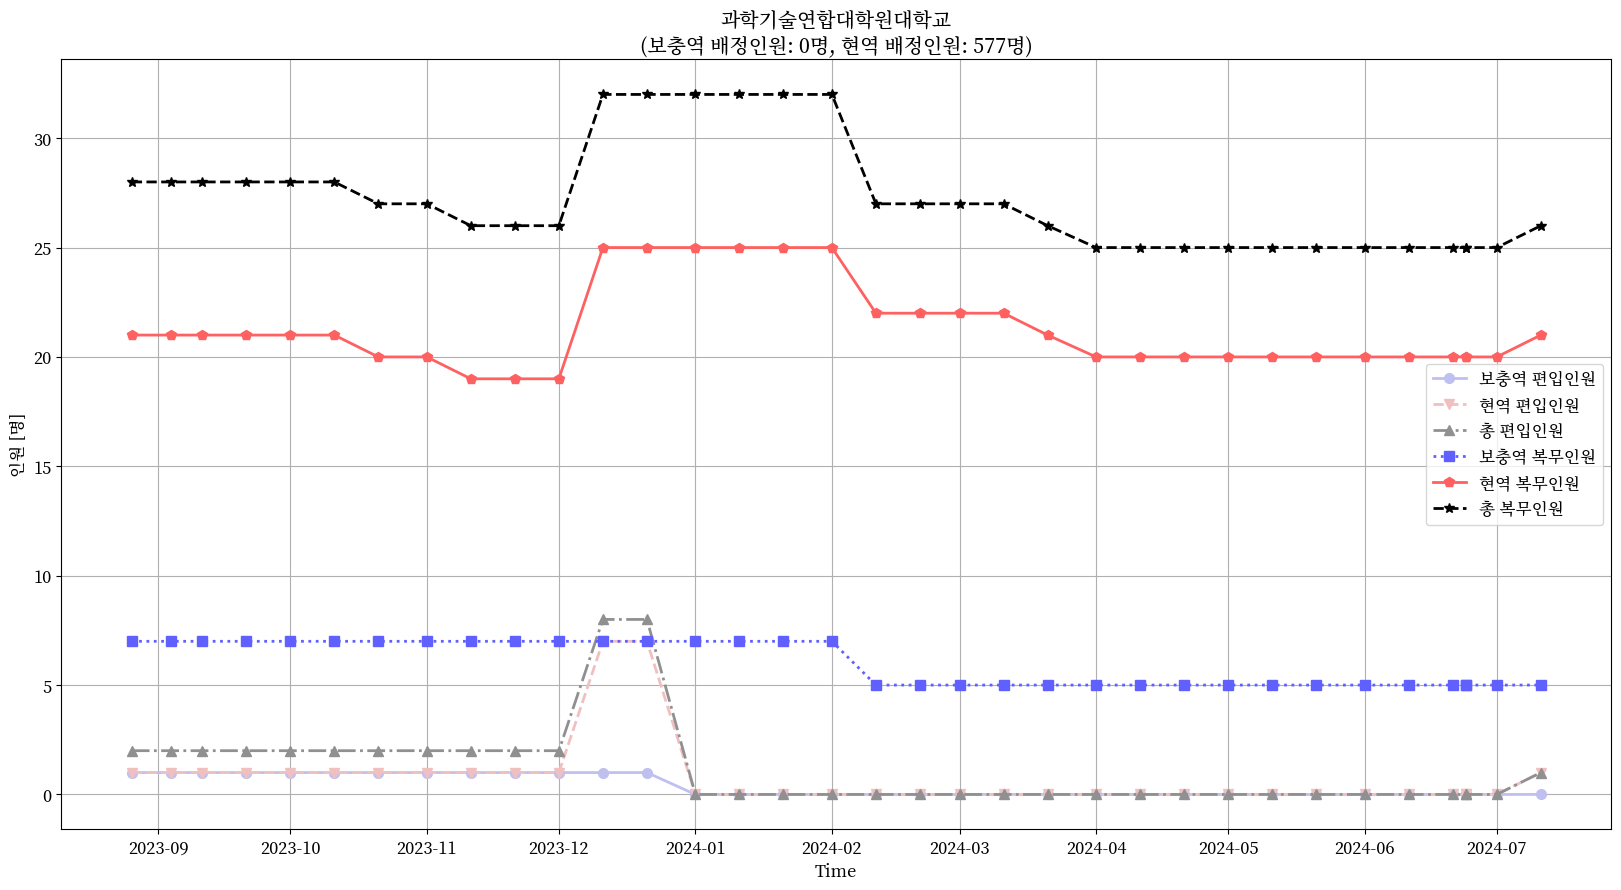 과학기술연합대학원대학교
(보충역 배정인원: 0명, 현역 배정인원: 577명)
인원 [명]
30
25
20
15
10
5
0
보충역 편입인원
현역 편입인원
총 편입인원
보충역 복무인원
현역 복무인원
총 복무인원
2023-09
2023-10
2023-11
2023-12
2024-01
2024-02
2024-03
2024-04
2024-05
2024-06
2024-07
Time